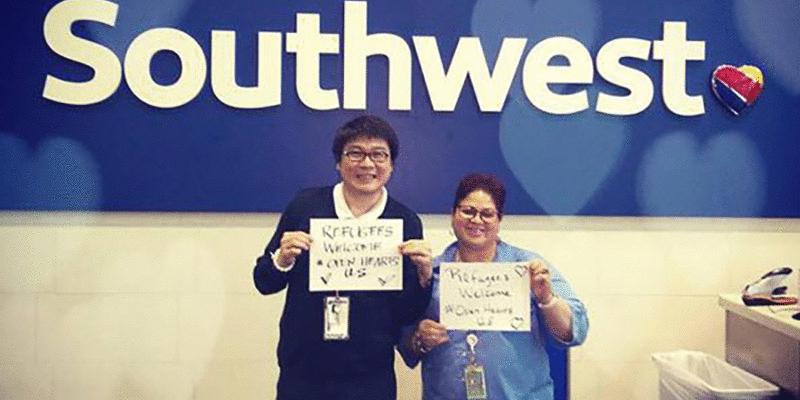 Southwest
REFUGEES
WELCOME
#OPEN HEARTS
US
Refugees
Welcome
#Open Hearts
US